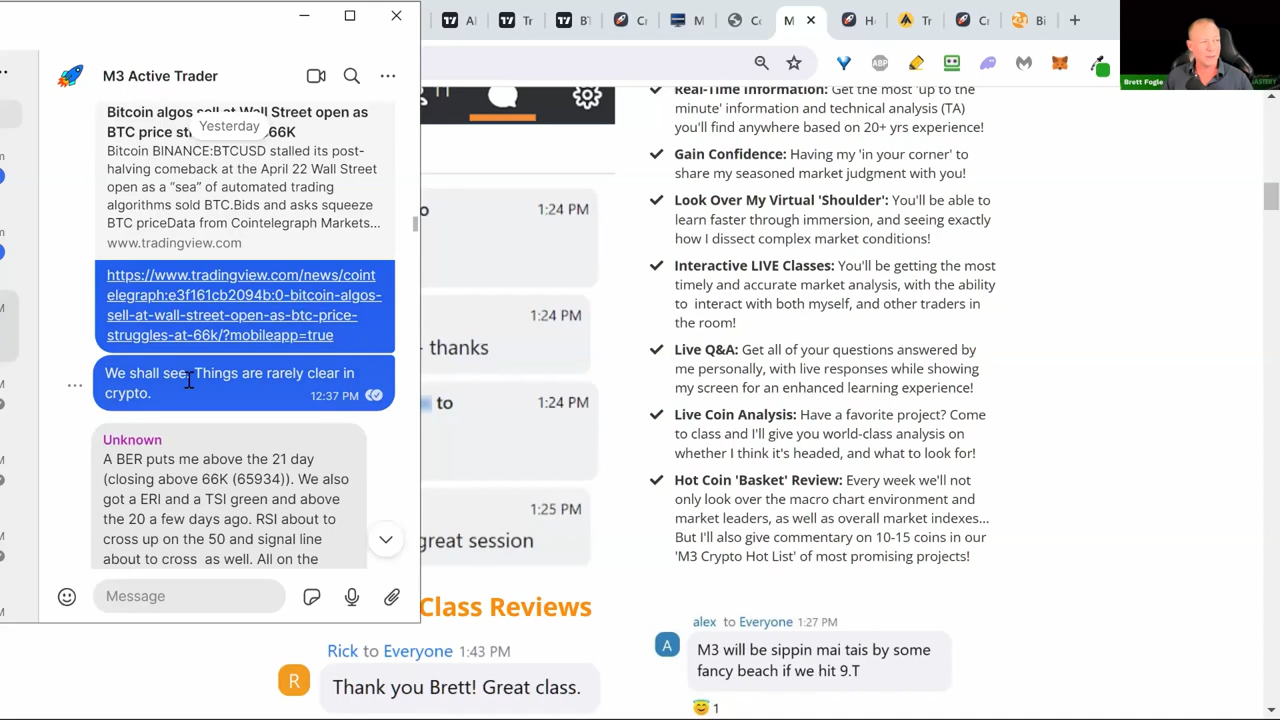 M3 Active Trader
Bitcoin algos sell at Wall Street open as
Yesterday
Bitcoin BINANCE:BTCUSD stalled its post-
halving comeback at the April 22 Wall Street
open as a “sea” of automated trading
algorithms sold BTC.Bids and asks squeeze
BTC priceData from Cointelegraph Markets...
www.tradingview.com
https://www.tradingview.com/news/coint
elegraph:e3f161cb2094b:0-bitcoin-algos-
sell-at-wall-street-open-as-btc-price-
struggles-at-66k/?mobileapp=true
We shall see. Things are rarely clear in
crypto.
12:37 PM
Unknown
A BER puts me above the 21 day
(closing above 66K (65934)). We also
got a ERI and a TSI green and above
the 20 a few days ago. RSI about to
cross up on the 50 and signal line
about to cross as well. All on the
Message
1:24 PM
1:24 PM
thanks
1:24 PM
to
1:25 PM
great session
Class Reviews
Rick to Everyone 1:43 PM
R
Thank you Brett! Great class.
M
Brett Fogle
Real-Time Information: Get the most 'up to the
minute' information and technical analysis (TA)
you'll find anywhere based on 20+ yrs experience!
Gain Confidence: Having my 'in your corner' to
share my seasoned market judgment with you!
Look Over My Virtual 'Shoulder': You'll be able to
learn faster through immersion, and seeing exactly
how I dissect complex market conditions!
Interactive LIVE Classes: You'll be getting the most
timely and accurate market analysis, with the ability
to interact with both myself, and other traders in
the room!
Live Q&A: Get all of your questions answered by
me personally, with live responses while showing
my screen for an enhanced learning experience!
Live Coin Analysis: Have a favorite project? Come
to class and I'll give you world-class analysis on
whether I think it's headed, and what to look for!
Hot Coin 'Basket' Review: Every week we'll not
only look over the macro chart environment and
market leaders, as well as overall market indexes...
But I'll also give commentary on 10-15 coins in our
'M3 Crypto Hot List' of most promising projects!
alex to Everyone 1:27 PM
A
M3 will be sippin mai tais by some
fancy beach if we hit 9.T
1